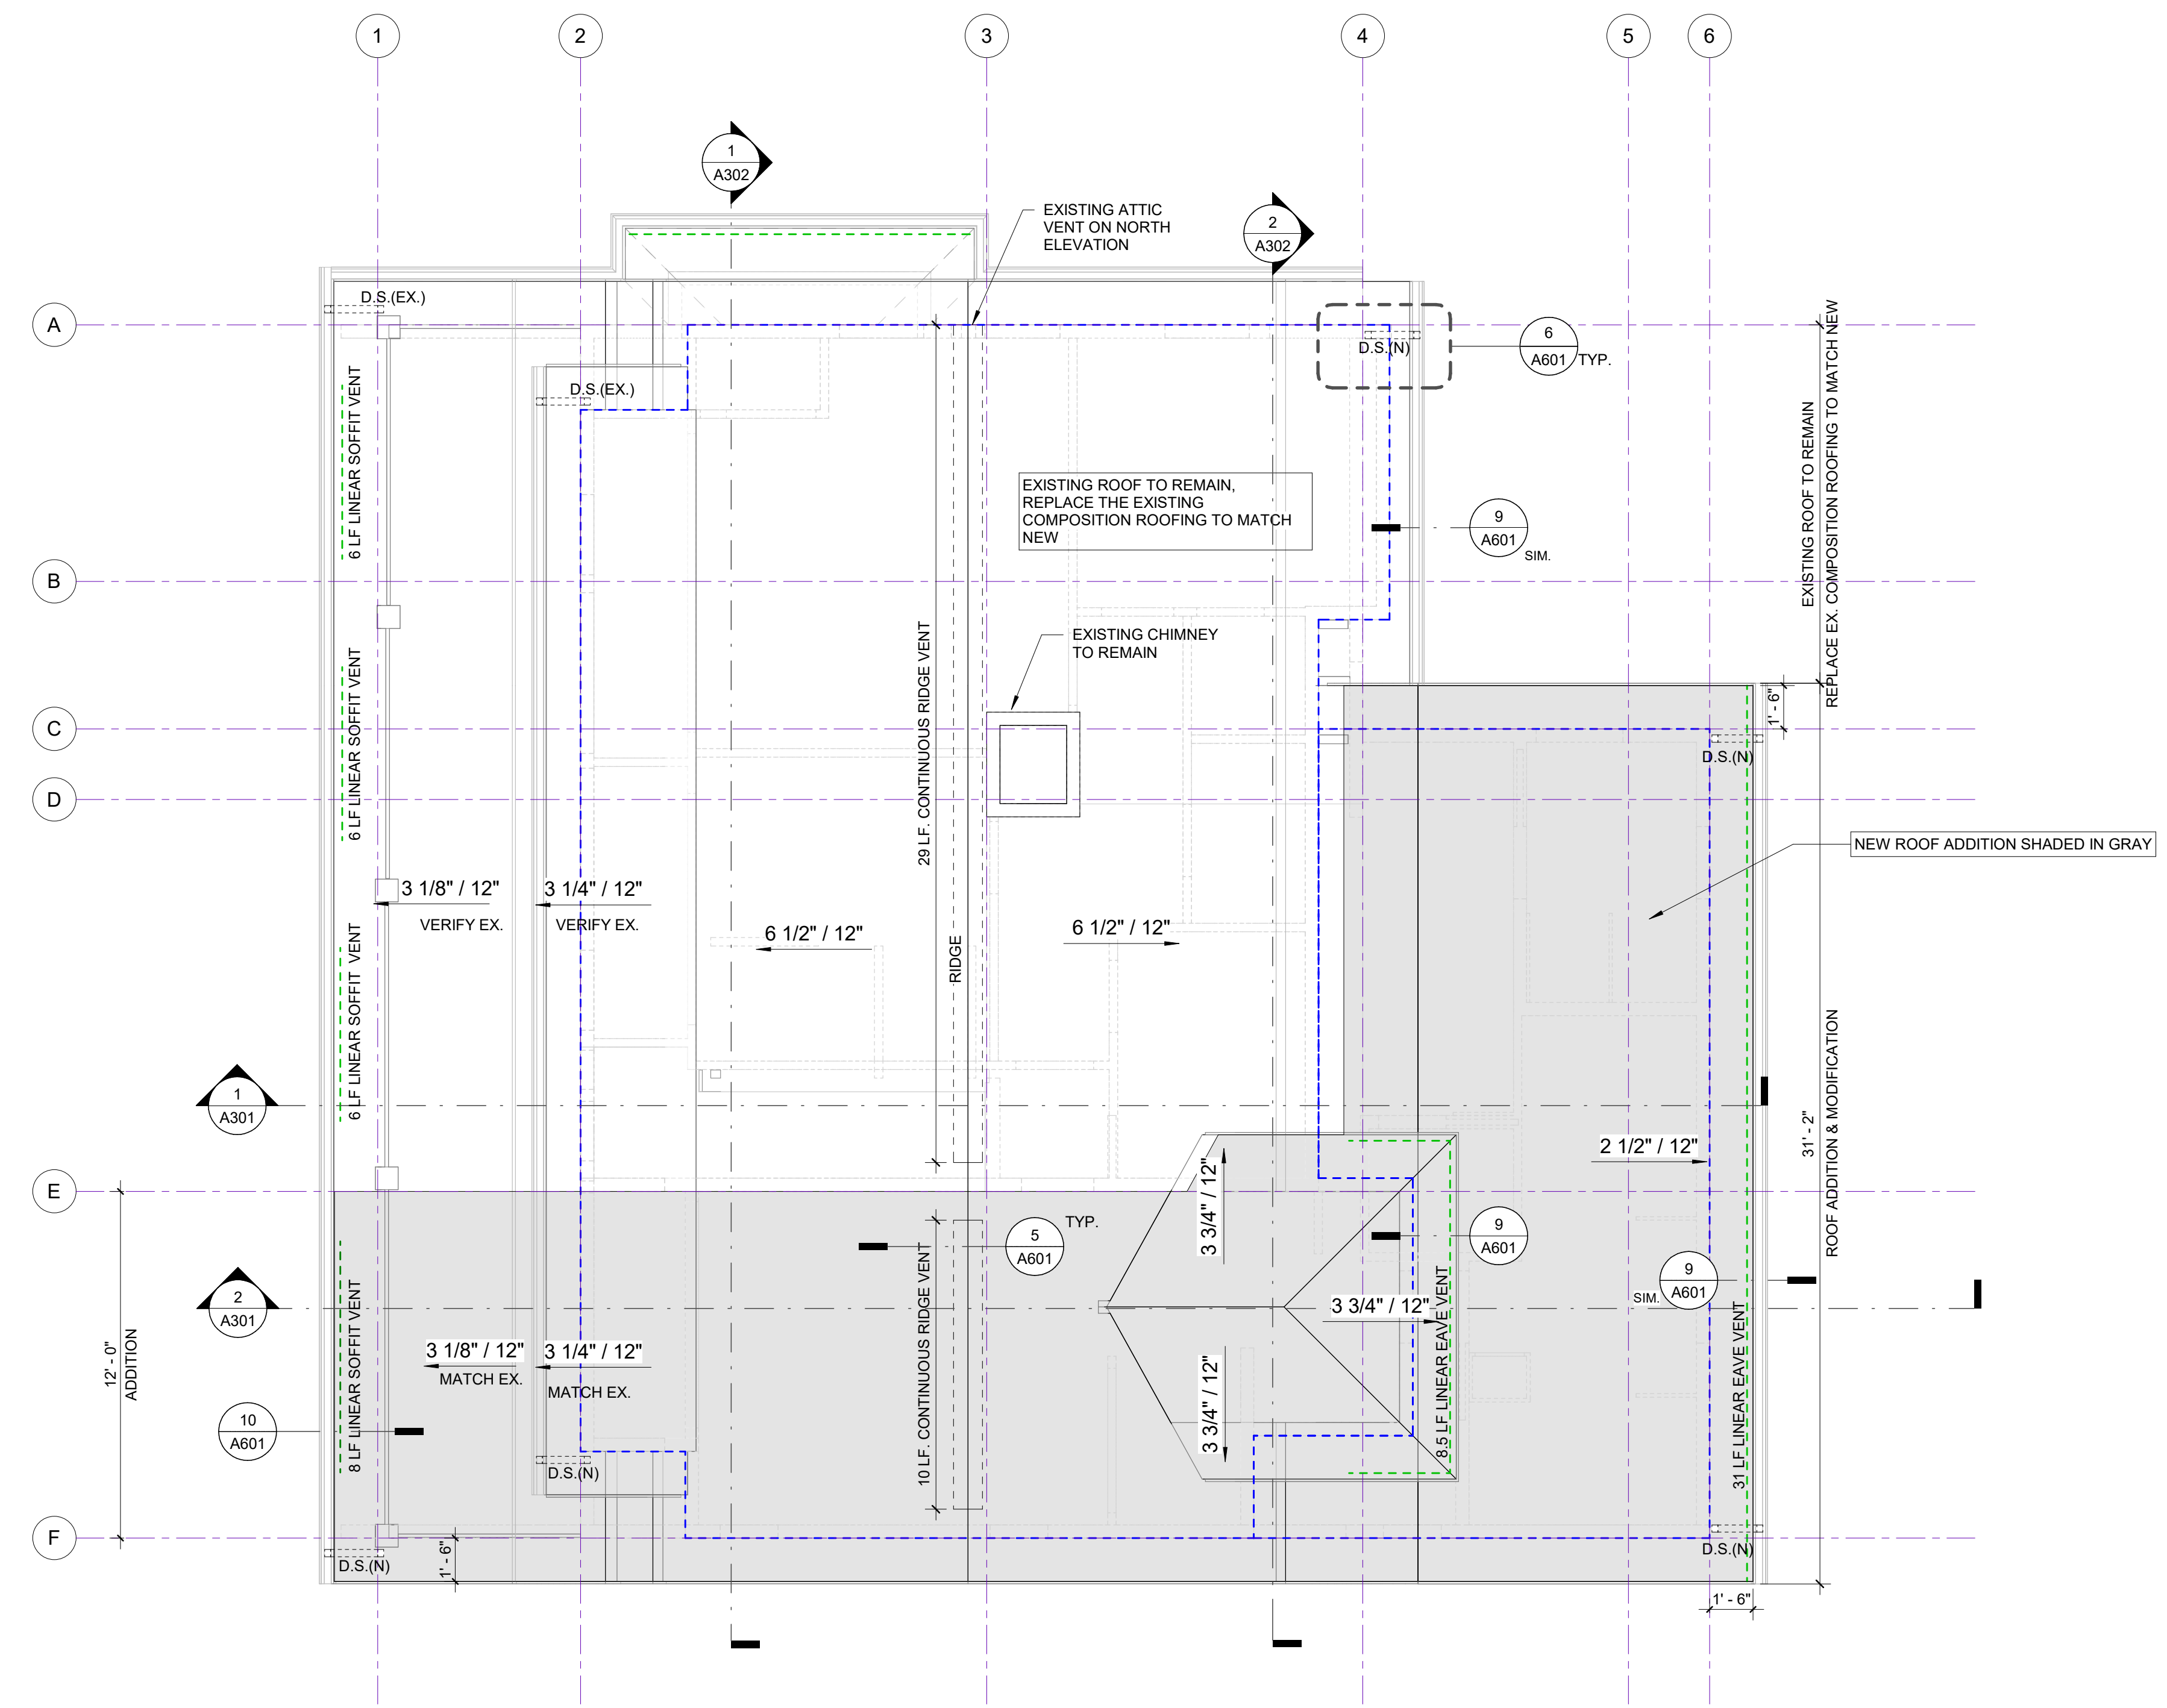 1
2
3
4
5
6
1
A302
2
A302
EXISTING ATTIC
VENT ON NORTH
ELEVATION
D.S.(EX.)
A
D.S.(N)
6
A601
TYP.
D.S.(EX.)
6 LF LINEAR SOFFIT VENT
EXISTING ROOF TO REMAIN
REPLACE EX. COMPOSITION ROOFING TO MATCH NEW
EXISTING ROOF TO REMAIN,
REPLACE THE EXISTING
COMPOSITION ROOFING TO MATCH
NEW
9
A601
SIM.
B
EXISTING CHIMNEY
TO REMAIN
6 LF LINEAR SOFFIT VENT
29 LF. CONTINUOUS RIDGE VENT
1' - 6"
C
D.S.(N)
D
NEW ROOF ADDITION SHADED IN GRAY
3 1/8" / 12"
VERIFY EX.
3 1/4" / 12"
VERIFY EX.
6 1/2" / 12"
6 1/2" / 12"
RIDGE
6 LF LINEAR SOFFIT VENT
1
A301
31' - 2"
ROOF ADDITION & MODIFICATION
2 1/2" / 12"
E
3 3/4" / 12"
TYP.
5
A601
9
A601
9
A601
SIM.
2
A301
3 3/4" / 12"
12' - 0"
ADDITION
8 LF LINEAR SOFFIT VENT
3 1/8" / 12"
MATCH EX.
3 1/4" / 12"
MATCH EX.
10 LF. CONTINUOUS RIDGE VENT
3 3/4" / 12"
8.5 LF LINEAR EAVE VENT
31 LF LINEAR EAVE VENT
10
A601
D.S.(N)
F
D.S.(N)
1' - 6"
D.S.(N)
1' - 6"